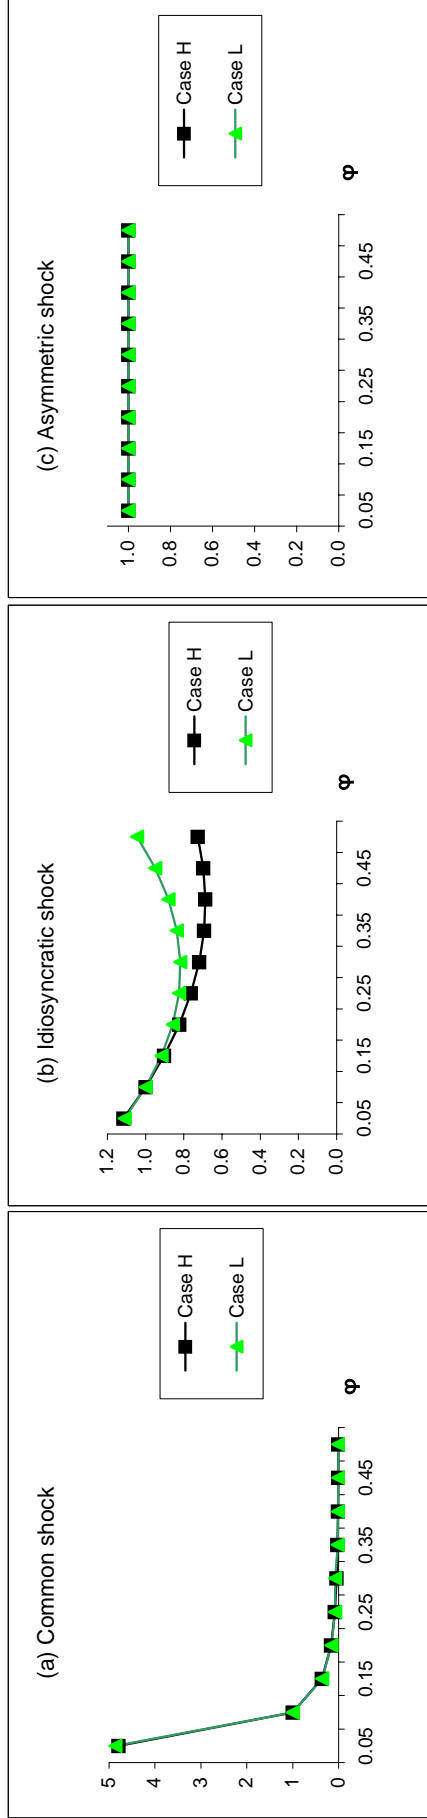 (a) Common shock
5
4
3
2
1
0
0.05
0.15
0.25
0.35
0.45
φ
Case H
Case L
(b) Idiosyncratic shock
1.2
1.0
0.8
0.6
0.4
0.2
0.0
0.05
0.15
0.25
0.35
0.45
φ
Case H
Case L
(c) Asymmetric shock
1.0
0.8
0.6
0.4
0.2
0.0
0.05
0.15
0.25
0.35
0.45
φ
Case H
Case L